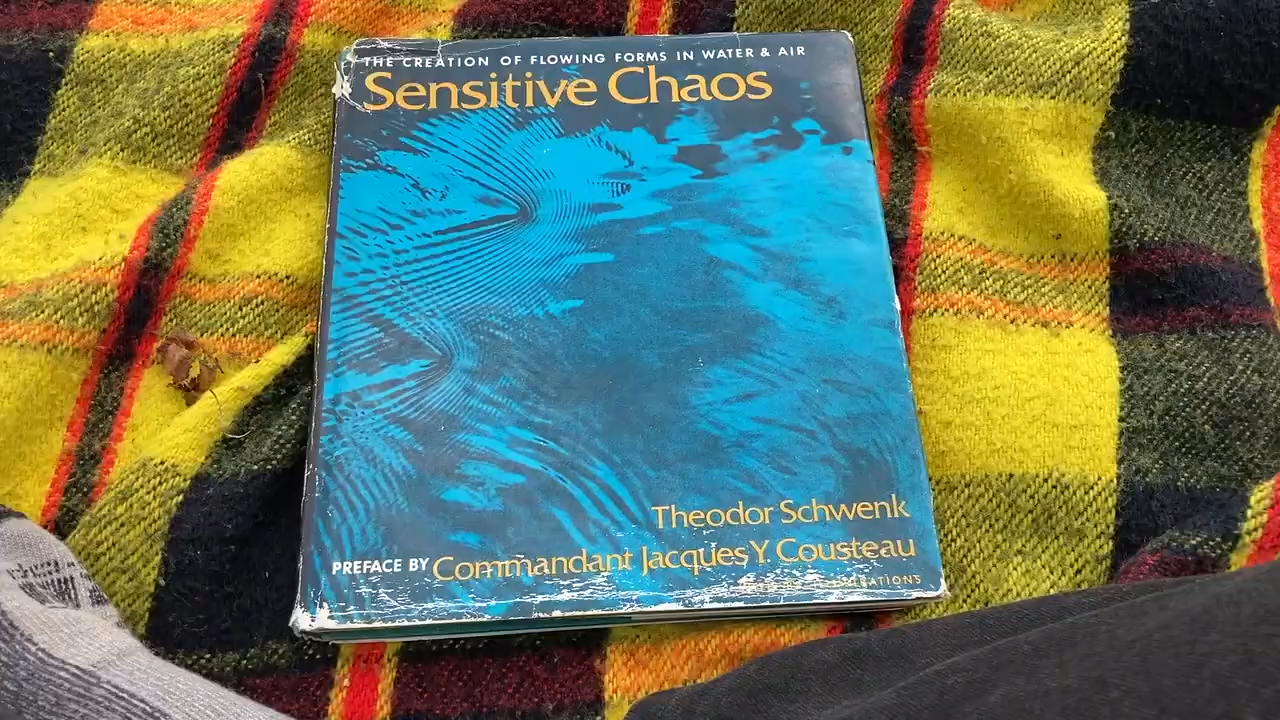 THE CREATION OF FLOWING FORMS IN WATER & AIR
Sensitive Chaos
Theodor Schwenk
PREFACE BY Commandant Jacques Y. Cousteau